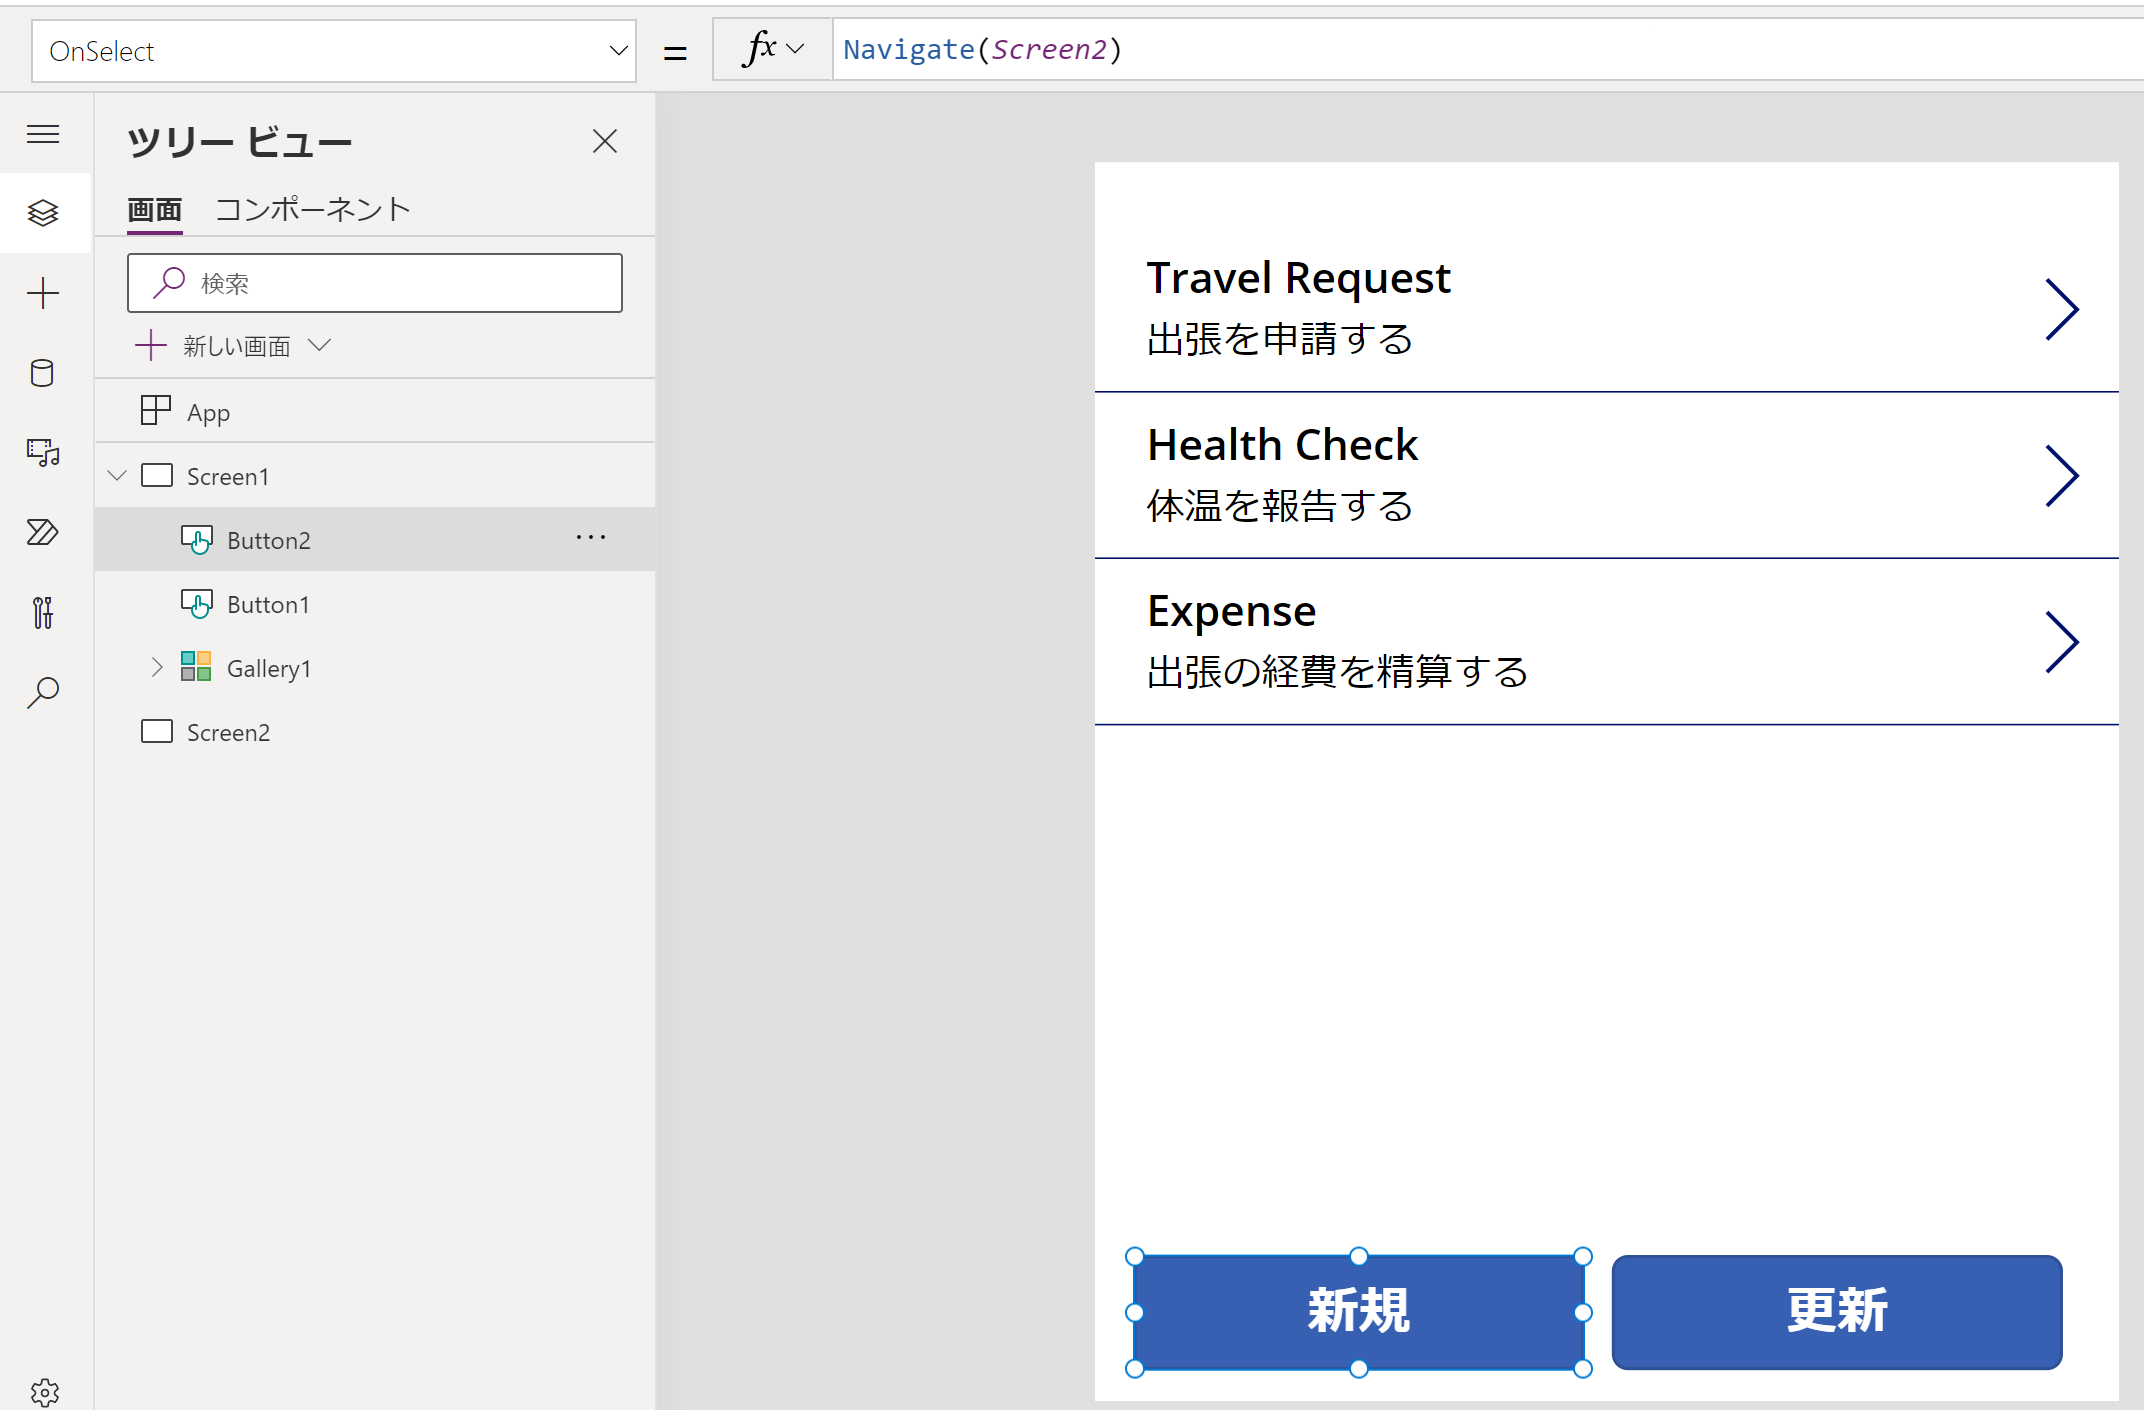 OnSelect = fx Navigate(Screen2)
ツリー ビュー
画面 コンポーネント
検索
新しい画面
App
Screen1
Button2 ...
Button1
Gallery1
Screen2
Travel Request
出張を申請する
Health Check
体温を報告する
Expense
出張の経費を精算する
新規 更新